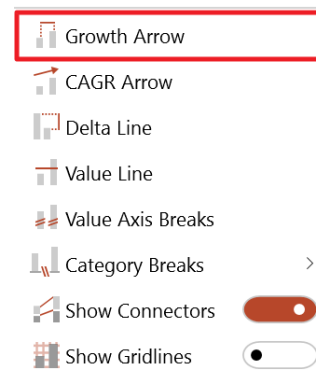 Growth Arrow
CAGR Arrow
Delta Line
Value Line
Value Axis Breaks
Category Breaks
Show Connectors
Show Gridlines